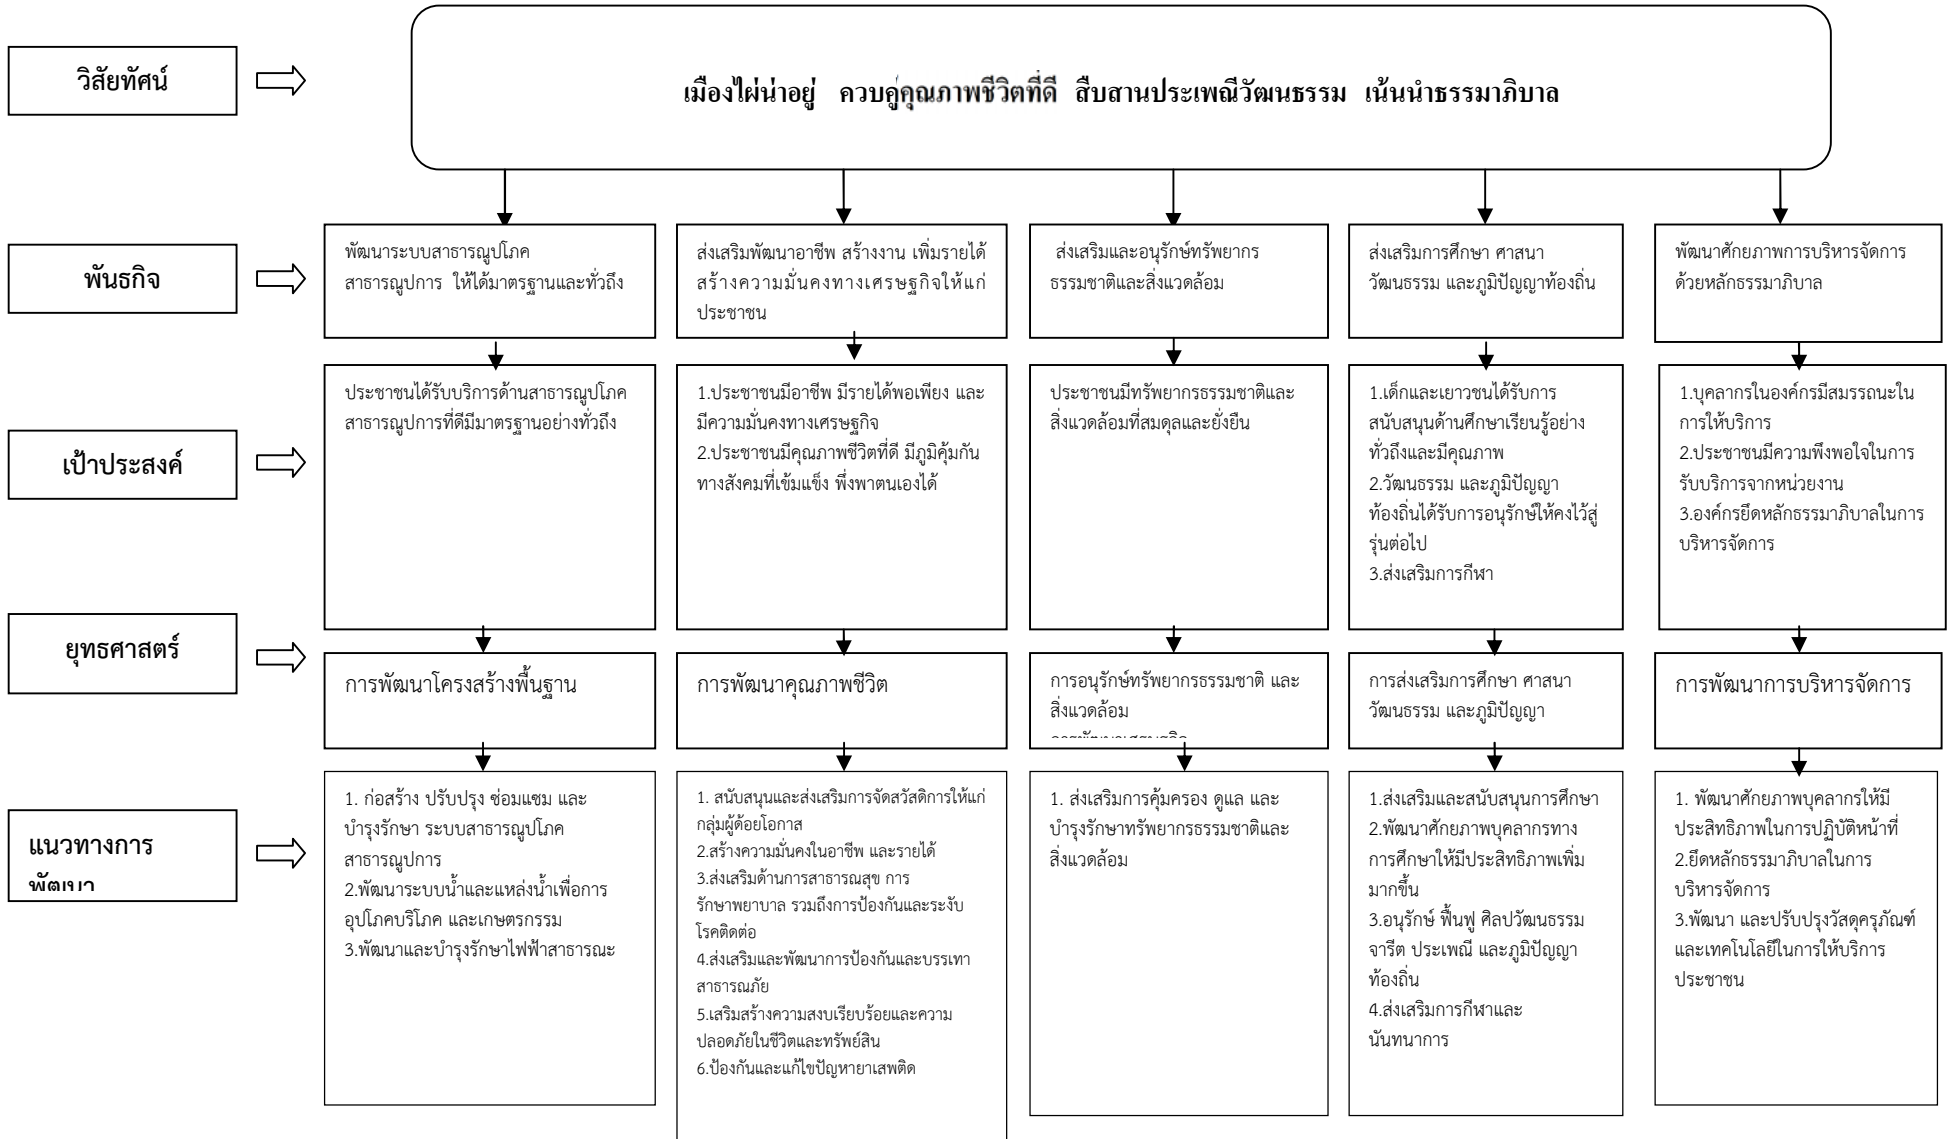 วิสัยทัศน์
เมืองไผ่น่าอยู่ ควบคู่คุณภาพชีวิตที่ดี สืบสานประเพณีวัฒนธรรม เน้นนำธรรมาภิบาล
พันธกิจ
พัฒนาระบบสาธารณูปโภค
สาธารณูปการ ให้ได้มาตรฐานและทั่วถึง
ส่งเสริมพัฒนาอาชีพ สร้างงาน เพิ่มรายได้
สร้างความมั่นคงทางเศรษฐกิจให้แก่
ประชาชน
ส่งเสริมและอนุรักษ์ทรัพยากร
ธรรมชาติและสิ่งแวดล้อม
ส่งเสริมการศึกษา ศาสนา
วัฒนธรรม และภูมิปัญญาท้องถิ่น
พัฒนาศักยภาพการบริหารจัดการ
ด้วยหลักธรรมาภิบาล
เป้าประสงค์
ประชาชนได้รับบริการด้านสาธารณูปโภค
สาธารณูปการที่ดีมีมาตรฐานอย่างทั่วถึง
1.ประชาชนมีอาชีพ มีรายได้พอเพียง และ
มีความมั่นคงทางเศรษฐกิจ
2.ประชาชนมีคุณภาพชีวิตที่ดี มีภูมิคุ้มกัน
ทางสังคมที่เข้มแข็ง พึ่งพาตนเองได้
ประชาชนมีทรัพยากรธรรมชาติและ
สิ่งแวดล้อมที่สมดุลและยั่งยืน
1.เด็กและเยาวชนได้รับการ
สนับสนุนด้านศึกษาเรียนรู้อย่าง
ทั่วถึงและมีคุณภาพ
2.วัฒนธรรม และภูมิปัญญา
ท้องถิ่นได้รับการอนุรักษ์ให้คงไว้สู่
รุ่นต่อไป
3.ส่งเสริมการกีฬา
1.บุคลากรในองค์กรมีสมรรถนะใน
การให้บริการ
2.ประชาชนมีความพึงพอใจในการ
รับบริการจากหน่วยงาน
3.องค์กรยึดหลักธรรมาภิบาลในการ
บริหารจัดการ
ยุทธศาสตร์
การพัฒนาโครงสร้างพื้นฐาน
การพัฒนาคุณภาพชีวิต
การอนุรักษ์ทรัพยากรธรรมชาติ และ
สิ่งแวดล้อม
การส่งเสริมการศึกษา ศาสนา
วัฒนธรรม และภูมิปัญญา
การพัฒนาการบริหารจัดการ
แนวทางการ
พัฒนา
1. ก่อสร้าง ปรับปรุง ซ่อมแซม และ
บำรุงรักษา ระบบสาธารณูปโภค
สาธารณูปการ
2.พัฒนาระบบน้ำและแหล่งน้ำเพื่อการ
อุปโภคบริโภค และเกษตรกรรม
3.พัฒนาและบำรุงรักษาไฟฟ้าสาธารณะ
1. สนับสนุนและส่งเสริมการจัดสวัสดิการให้แก่
กลุ่มผู้ด้อยโอกาส
2.สร้างความมั่นคงในอาชีพ และรายได้
3.ส่งเสริมด้านการสาธารณสุข การ
รักษาพยาบาล รวมถึงการป้องกันและระงับ
โรคติดต่อ
4.ส่งเสริมและพัฒนาการป้องกันและบรรเทา
สาธารณภัย
5.เสริมสร้างความสงบเรียบร้อยและความ
ปลอดภัยในชีวิตและทรัพย์สิน
6.ป้องกันและแก้ไขปัญหายาเสพติด
1. ส่งเสริมการคุ้มครอง ดูแล และ
บำรุงรักษาทรัพยากรธรรมชาติและ
สิ่งแวดล้อม
1.ส่งเสริมและสนับสนุนการศึกษา
2.พัฒนาศักยภาพบุคลากรทาง
การศึกษาให้มีประสิทธิภาพเพิ่ม
มากขึ้น
3.อนุรักษ์ ฟื้นฟู ศิลปวัฒนธรรม
จารีต ประเพณี และภูมิปัญญา
ท้องถิ่น
4.ส่งเสริมการกีฬาและ
นันทนาการ
1. พัฒนาศักยภาพบุคลากรให้มี
ประสิทธิภาพในการปฏิบัติหน้าที่
2.ยึดหลักธรรมาภิบาลในการ
บริหารจัดการ
3.พัฒนา และปรับปรุงวัสดุครุภัณฑ์
และเทคโนโลยีในการให้บริการ
ประชาชน